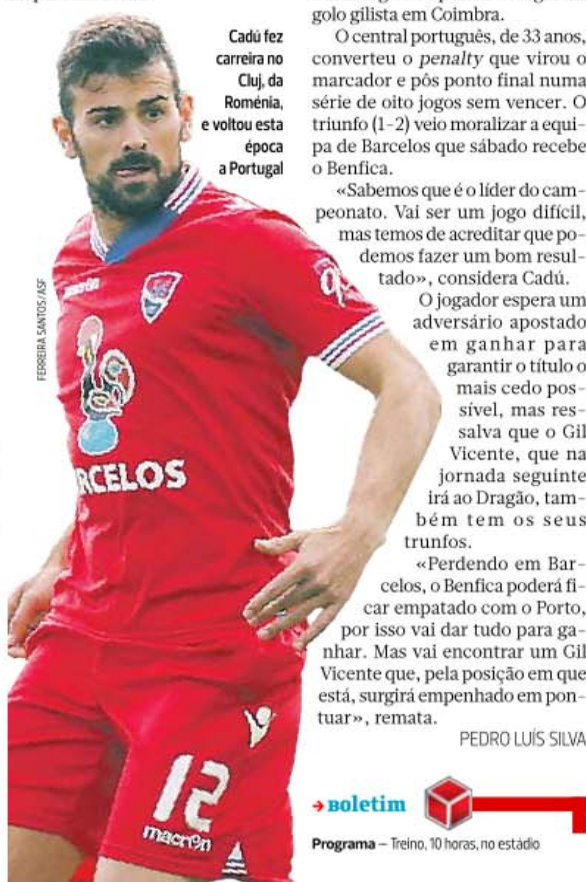 golo gilista em Coimbra.
O central português, de 33 anos,
converteu o penalty que virou o
marcador e pôs ponto final numa
série de oito jogos sem vencer. O
triunfo (1-2) veio moralizar a equi-
pa de Barcelos que sábado recebe
o Benfica.
«Sabemos que é o líder do cam-
peonato. Vai ser um jogo difícil,
mas temos de acreditar que po-
demos fazer um bom resul-
tado», considera Cadú.
O jogador espera um
adversário apostado
em ganhar para
garantir o título o
mais cedo pos-
sível, mas res-
salva que o Gil
Vicente, que na
jornada seguinte
irá ao Dragão, tam-
bém tem os seus
trunfos.
«Perdendo em Bar-
celos, o Benfica poderá fi-
car empatado com o Porto,
por isso vai dar tudo para ga-
nhar. Mas vai encontrar um Gil
Vicente que, pela posição em que
está, surgirá empenhado em pon-
tuar», remata.
PEDRO LUÍS SILVA
Cadú fez
carreira no
Cluj, da
Roménia,
e voltou esta
época
a Portugal
FERREIRA SANTOS/ASF
macron
RCELOS
12
macron
→ Boletim
Programa – Treino, 10 horas, no estádio